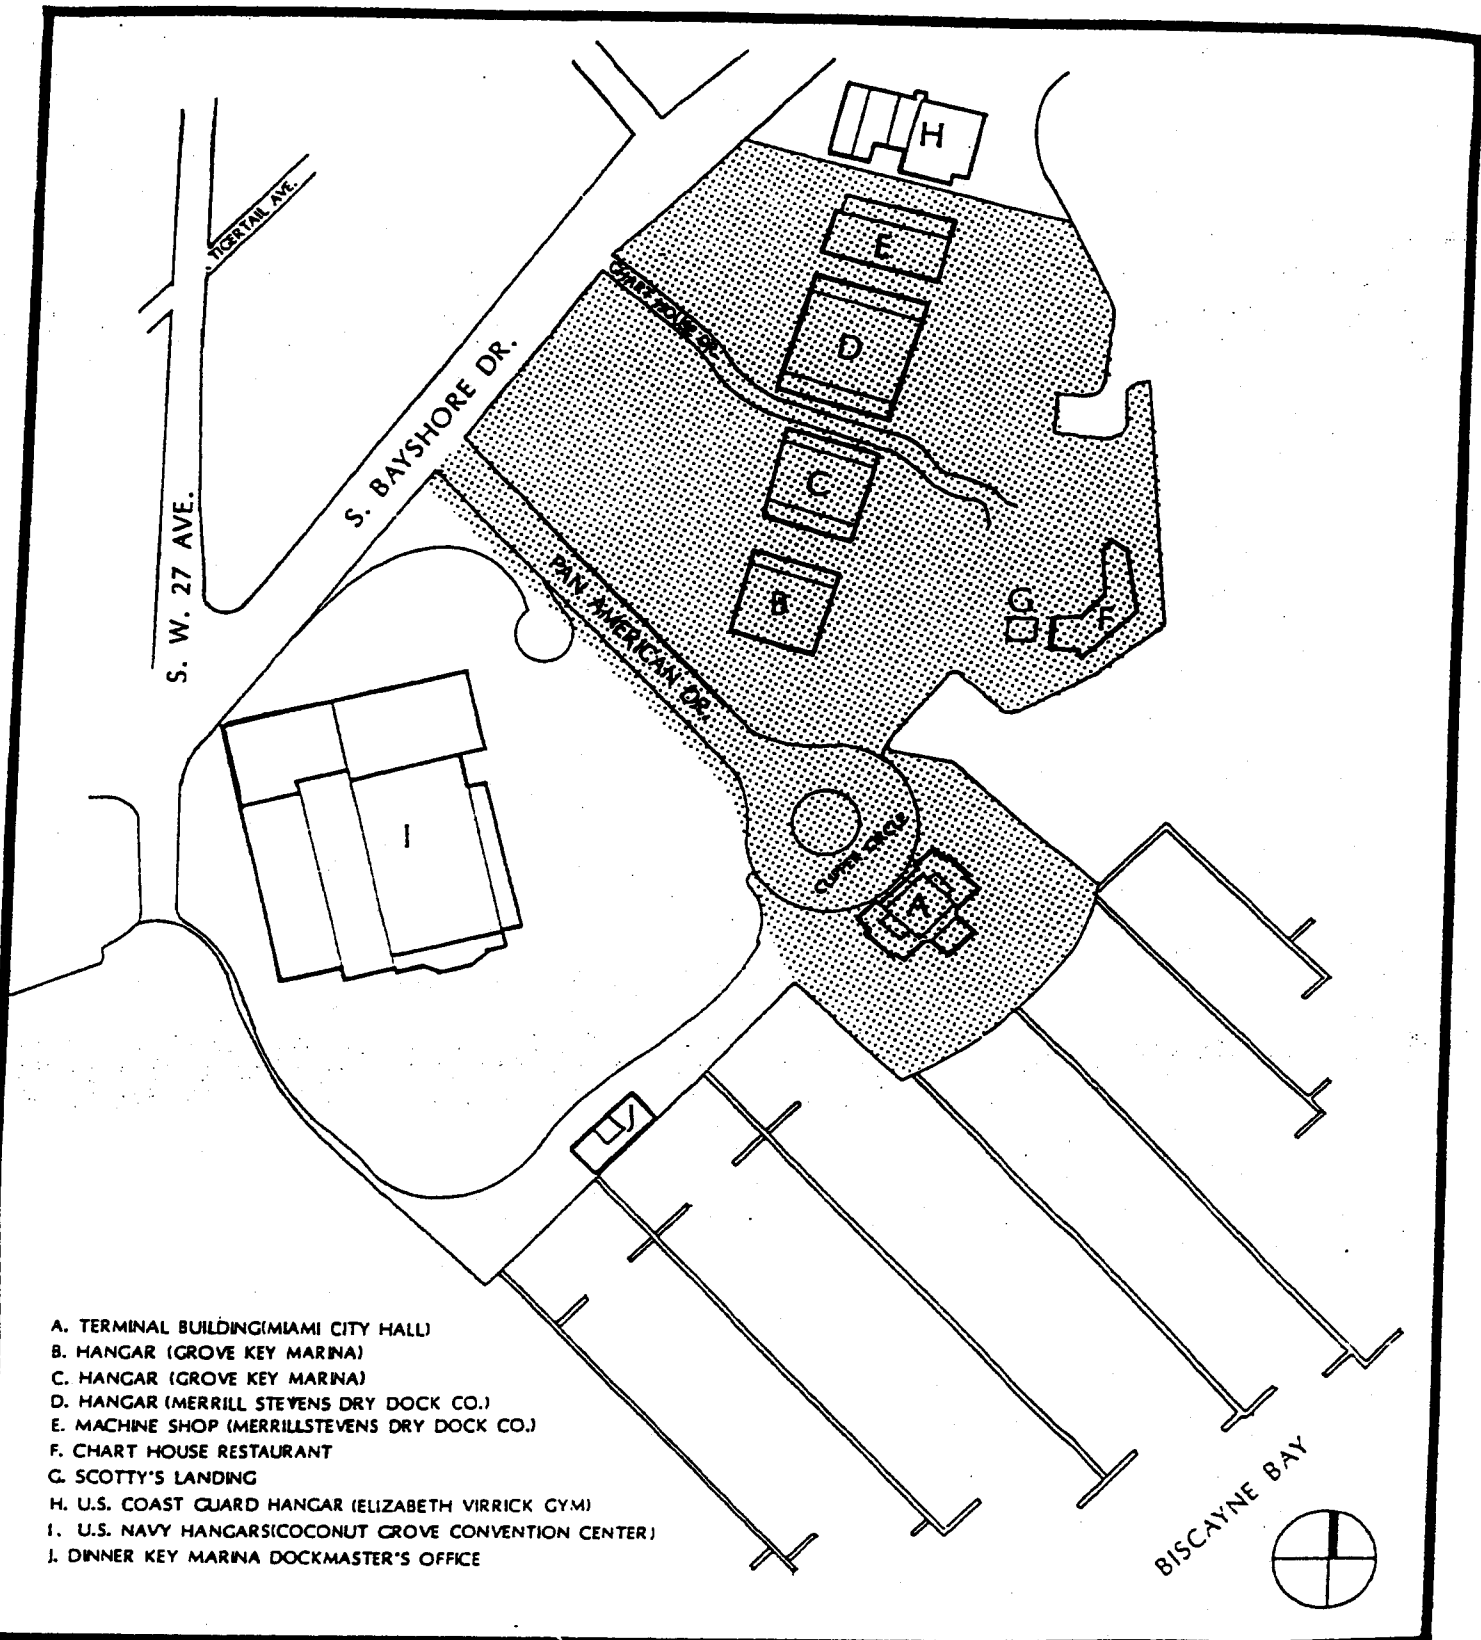 H
TIGERTAIL AVE.
E
CHART HOUSE DR.
D
S. BAYSHORE DR.
C
S. W. 27 AVE.
PAN AMERICAN DR.
B
G
F
I
CLIPPER CIRCLE
A
J
A. TERMINAL BUILDING(MIAMI CITY HALL)
B. HANGAR (GROVE KEY MARINA)
C. HANGAR (GROVE KEY MARINA)
D. HANGAR (MERRILL STEVENS DRY DOCK CO.)
E. MACHINE SHOP (MERRILLSTEVENS DRY DOCK CO.)
F. CHART HOUSE RESTAURANT
G. SCOTTY'S LANDING
H. U.S. COAST GUARD HANGAR (ELIZABETH VIRRICK GYM)
I. U.S. NAVY HANGARS(COCONUT GROVE CONVENTION CENTER)
J. DINNER KEY MARINA DOCKMASTER'S OFFICE
BISCAYNE BAY